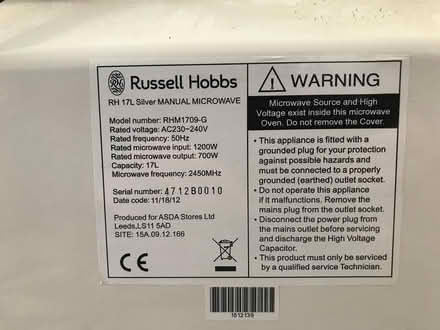 RH Russell Hobbs
RH 17L Silver MANUAL MICROWAVE
Model number: RHM1709-G
Rated voltage: AC230~240V
Rated frequency: 50Hz
Rated microwave input: 1200W
Rated microwave output: 700W
Capacity: 17L
Microwave frequency: 2450MHz
Serial number: 4712B0010
Date code: 11/18/12
Produced for ASDA Stores Ltd
Leeds,LS11 5AD
SITE: 15A.09.12.166
CE
! WARNING
Microwave Source and High
Voltage exist inside this microwave
Oven. Do not remove the Cover.
• This appliance is fitted with a
grounded plug for your protection
against possible hazards and
must be connected to a properly
grounded (earthed) outlet socket.
• Do not operate this appliance
if it malfunctions. Remove the
mains plug from the outlet socket.
• Disconnect the power plug from
the mains outlet before servicing
and discharge the High Voltage
Capacitor.
• This product must only be serviced
by a qualified service Technician.
1612139